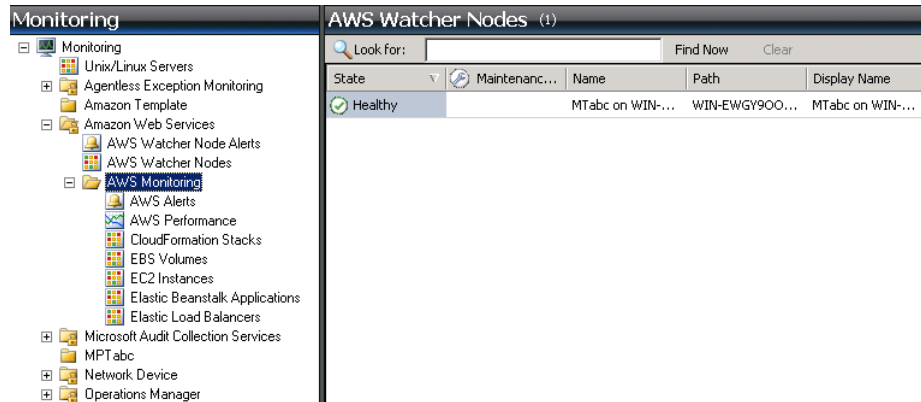 Monitoring
Monitoring
Unix/Linux Servers
Agentless Exception Monitoring
Amazon Template
Amazon Web Services
AWS Watcher Node Alerts
AWS Watcher Nodes
AWS Monitoring
AWS Alerts
AWS Performance
CloudFormation Stacks
EBS Volumes
EC2 Instances
Elastic Beanstalk Applications
Elastic Load Balancers
Microsoft Audit Collection Services
MPTabc
Network Device
Operations Manager
AWS Watcher Nodes (1)
Look for: Find Now Clear
State Maintenanc... Name Path Display Name
Healthy MTabc on WIN-... WIN-EWGY9OO... MTabc on WIN-...